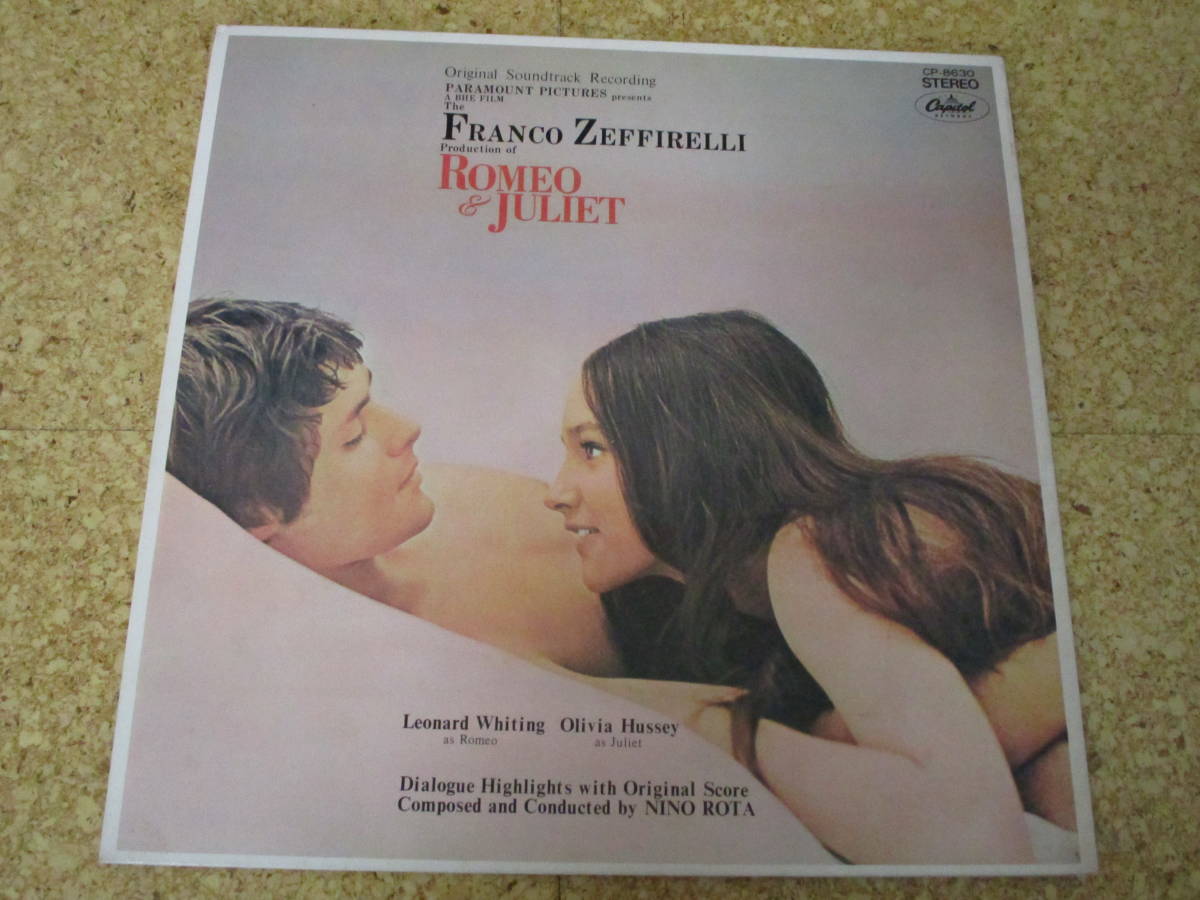 Original Soundtrack Recording
PARAMOUNT PICTURES presents
A BHE FILM
The
FRANCO ZEFFIRELLI
Production of
ROMEO
& JULIET
CP-8630
STEREO
Capitol
RECORDS
Leonard Whiting Olivia Hussey
as Romeo as Juliet
Dialogue Highlights with Original Score
Composed and Conducted by NINO ROTA